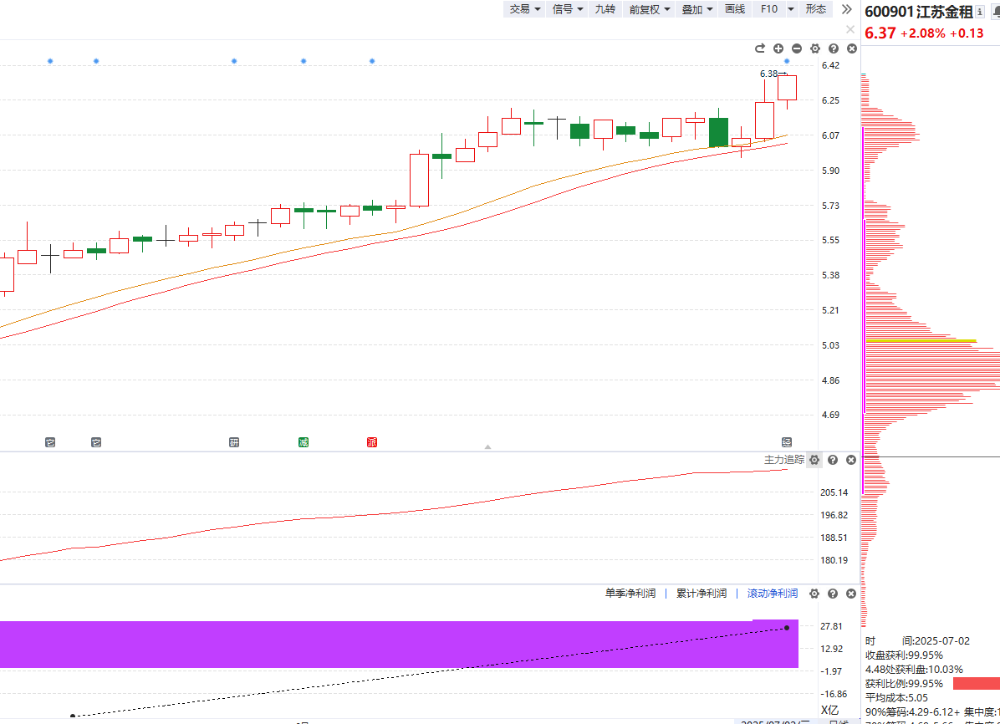 交易 信号 九转 前复权 叠加 画线 F10 形态
600901 江苏金租
6.37 +2.08% +0.13
6.42
6.38
6.25
6.07
5.90
5.73
5.55
5.38
5.21
5.03
4.86
4.69
研 减 派
主力追踪
205.14
196.82
188.51
180.19
单季净利润 | 累计净利润 | 滚动净利润
27.81
12.92
-1.97
-16.86
X亿
时 间:2025-07-02
收盘获利:99.95%
4.48处获利盘:10.03%
获利比例:99.95%
平均成本:5.05
90%筹码:4.29-6.12+ 集中度:1